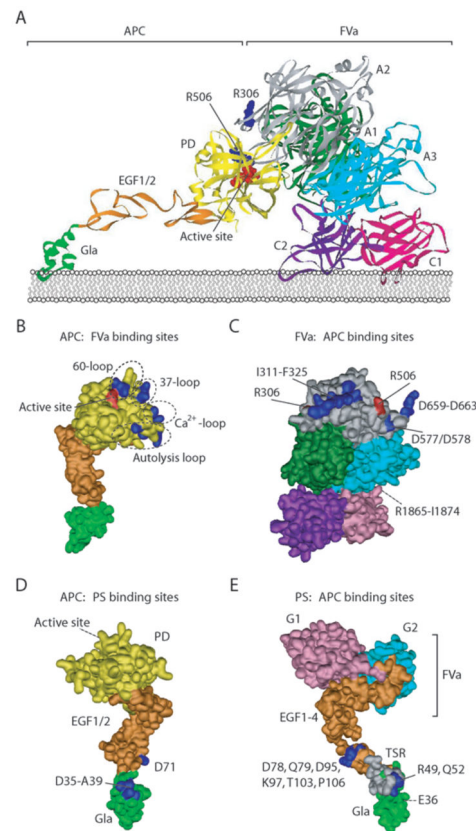 A
APC
FVa
A2
R306
R506
A1
PD
A3
EGF1/2
Gla
Active site
C2
C1
B
APC: FVa binding sites
60-loop
37-loop
Active site
Ca2+-loop
Autolysis loop
C
FVa: APC binding sites
I311-F325
R306
R506
D659-D663
D577/D578
R1865-I1874
D
APC: PS binding sites
Active site
PD
EGF1/2
D71
D35-A39
Gla
E
PS: APC binding sites
G1
G2
FVa
EGF1-4
TSR
D78, Q79, D95,
K97, T103, P106
R49, Q52
E36
Gla